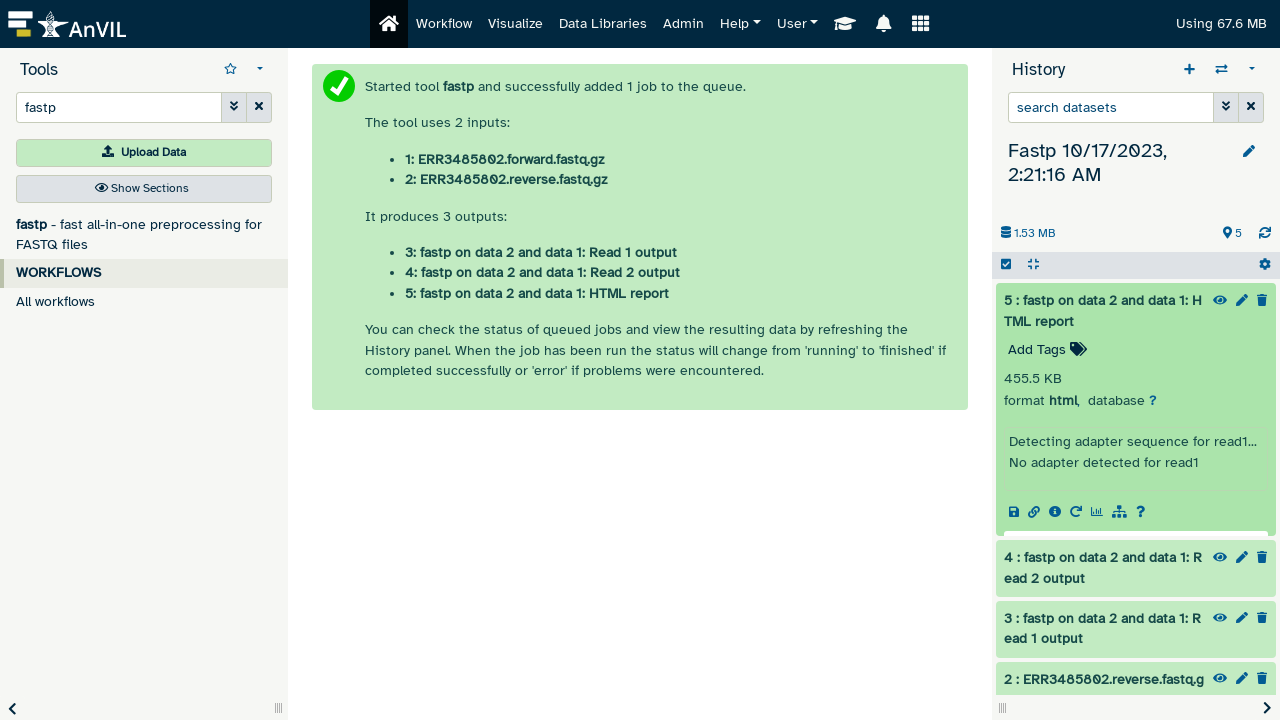 AnVIL
Workflow Visualize Data Libraries Admin Help User
Using 67.6 MB
Tools
fastp
Upload Data
Show Sections
fastp - fast all-in-one preprocessing for
FASTQ files
WORKFLOWS
All workflows
Started tool fastp and successfully added 1 job to the queue.
The tool uses 2 inputs:
• 1: ERR3485802.forward.fastq.gz
• 2: ERR3485802.reverse.fastq.gz
It produces 3 outputs:
• 3: fastp on data 2 and data 1: Read 1 output
• 4: fastp on data 2 and data 1: Read 2 output
• 5: fastp on data 2 and data 1: HTML report
You can check the status of queued jobs and view the resulting data by refreshing the
History panel. When the job has been run the status will change from 'running' to 'finished' if
completed successfully or 'error' if problems were encountered.
History
search datasets
Fastp 10/17/2023,
2:21:16 AM
1.53 MB
5
5 : fastp on data 2 and data 1: H
TML report
Add Tags
455.5 KB
format html, database ?
Detecting adapter sequence for read1...
No adapter detected for read1
?
4 : fastp on data 2 and data 1: R
ead 2 output
3 : fastp on data 2 and data 1: R
ead 1 output
2 : ERR3485802.reverse.fastq.g